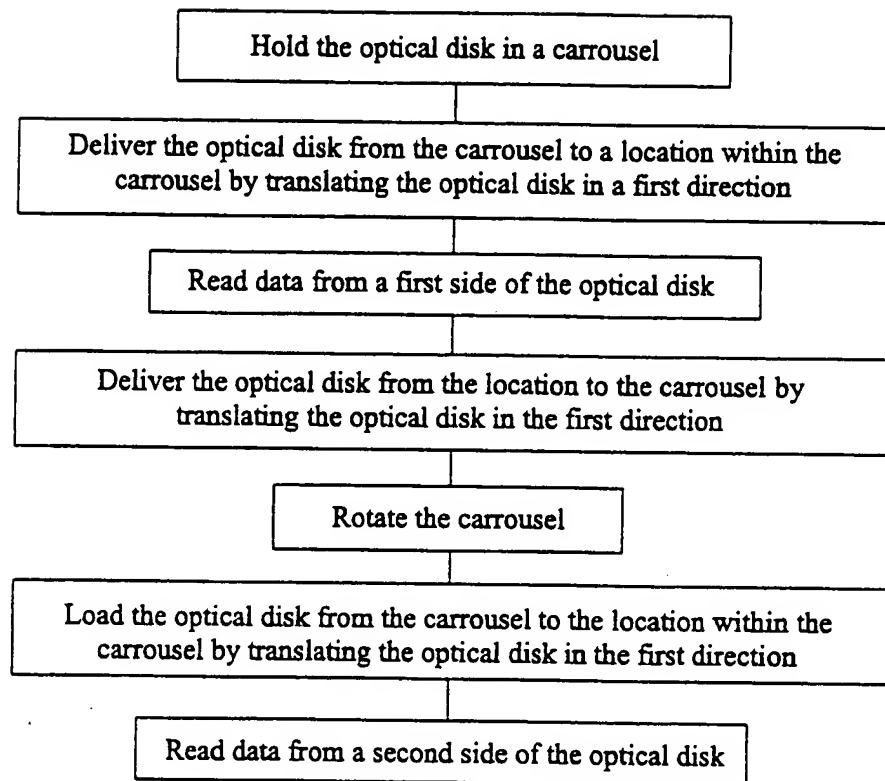 Hold the optical disk in a carrousel
Deliver the optical disk from the carrousel to a location within the
carrousel by translating the optical disk in a first direction
Read data from a first side of the optical disk
Deliver the optical disk from the location to the carrousel by
translating the optical disk in the first direction
Rotate the carrousel
Load the optical disk from the carrousel to the location within the
carrousel by translating the optical disk in the first direction
Read data from a second side of the optical disk